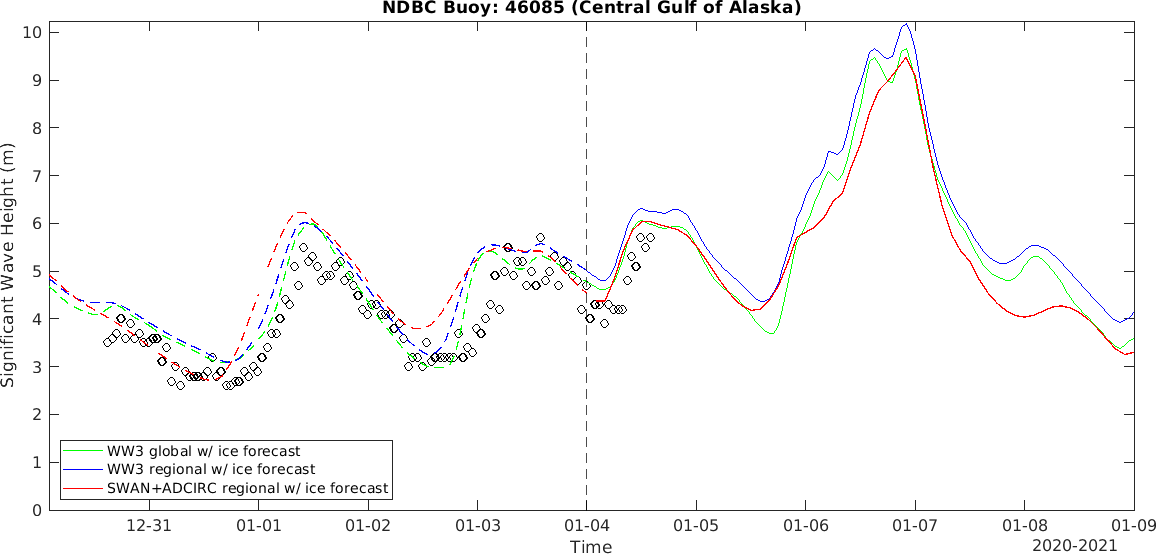 NDBC Buoy: 46085 (Central Gulf of Alaska)
Significant Wave Height (m)
10
9
8
7
6
5
4
3
2
1
0
WW3 global w/ ice forecast
WW3 regional w/ ice forecast
SWAN+ADCIRC regional w/ ice forecast
12-31 01-01 01-02 01-03 01-04 01-05 01-06 01-07 01-08 01-09
Time
2020-2021